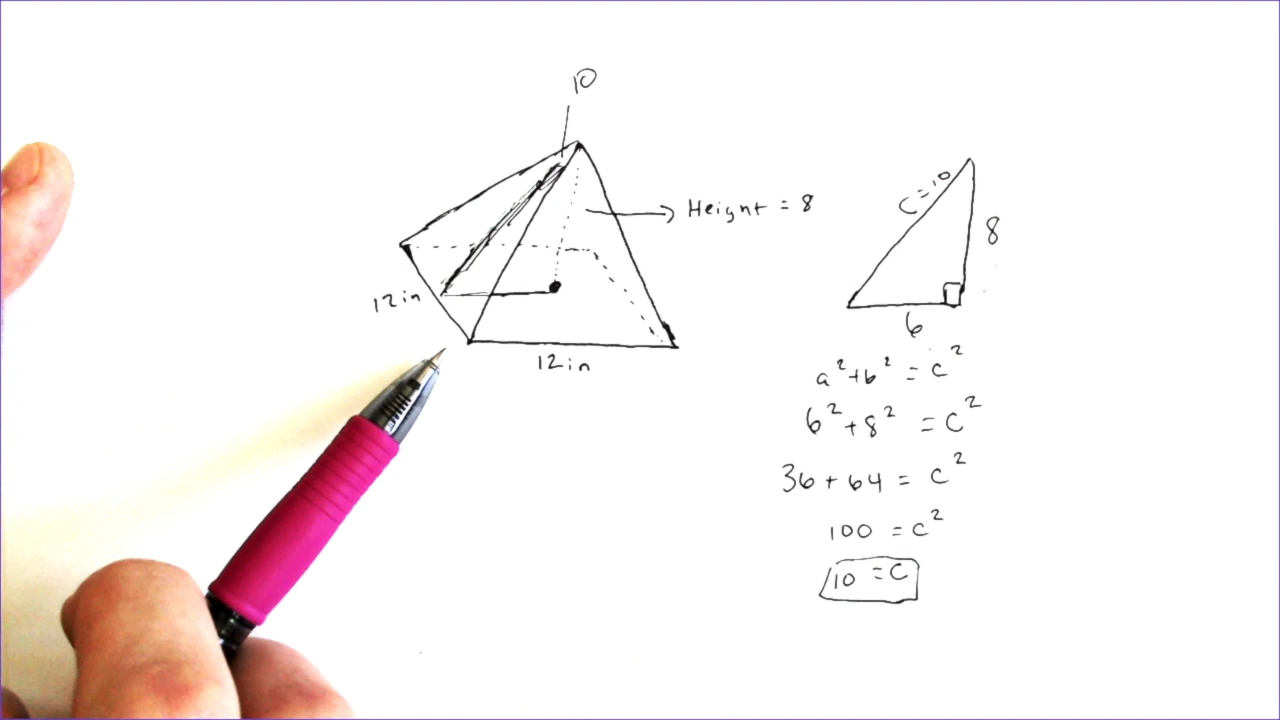 10
Height = 8
12in
12in
C=10
8
6
a²+b² = c²
6²+8² = C²
36+64 = c²
100 = c²
10 = C